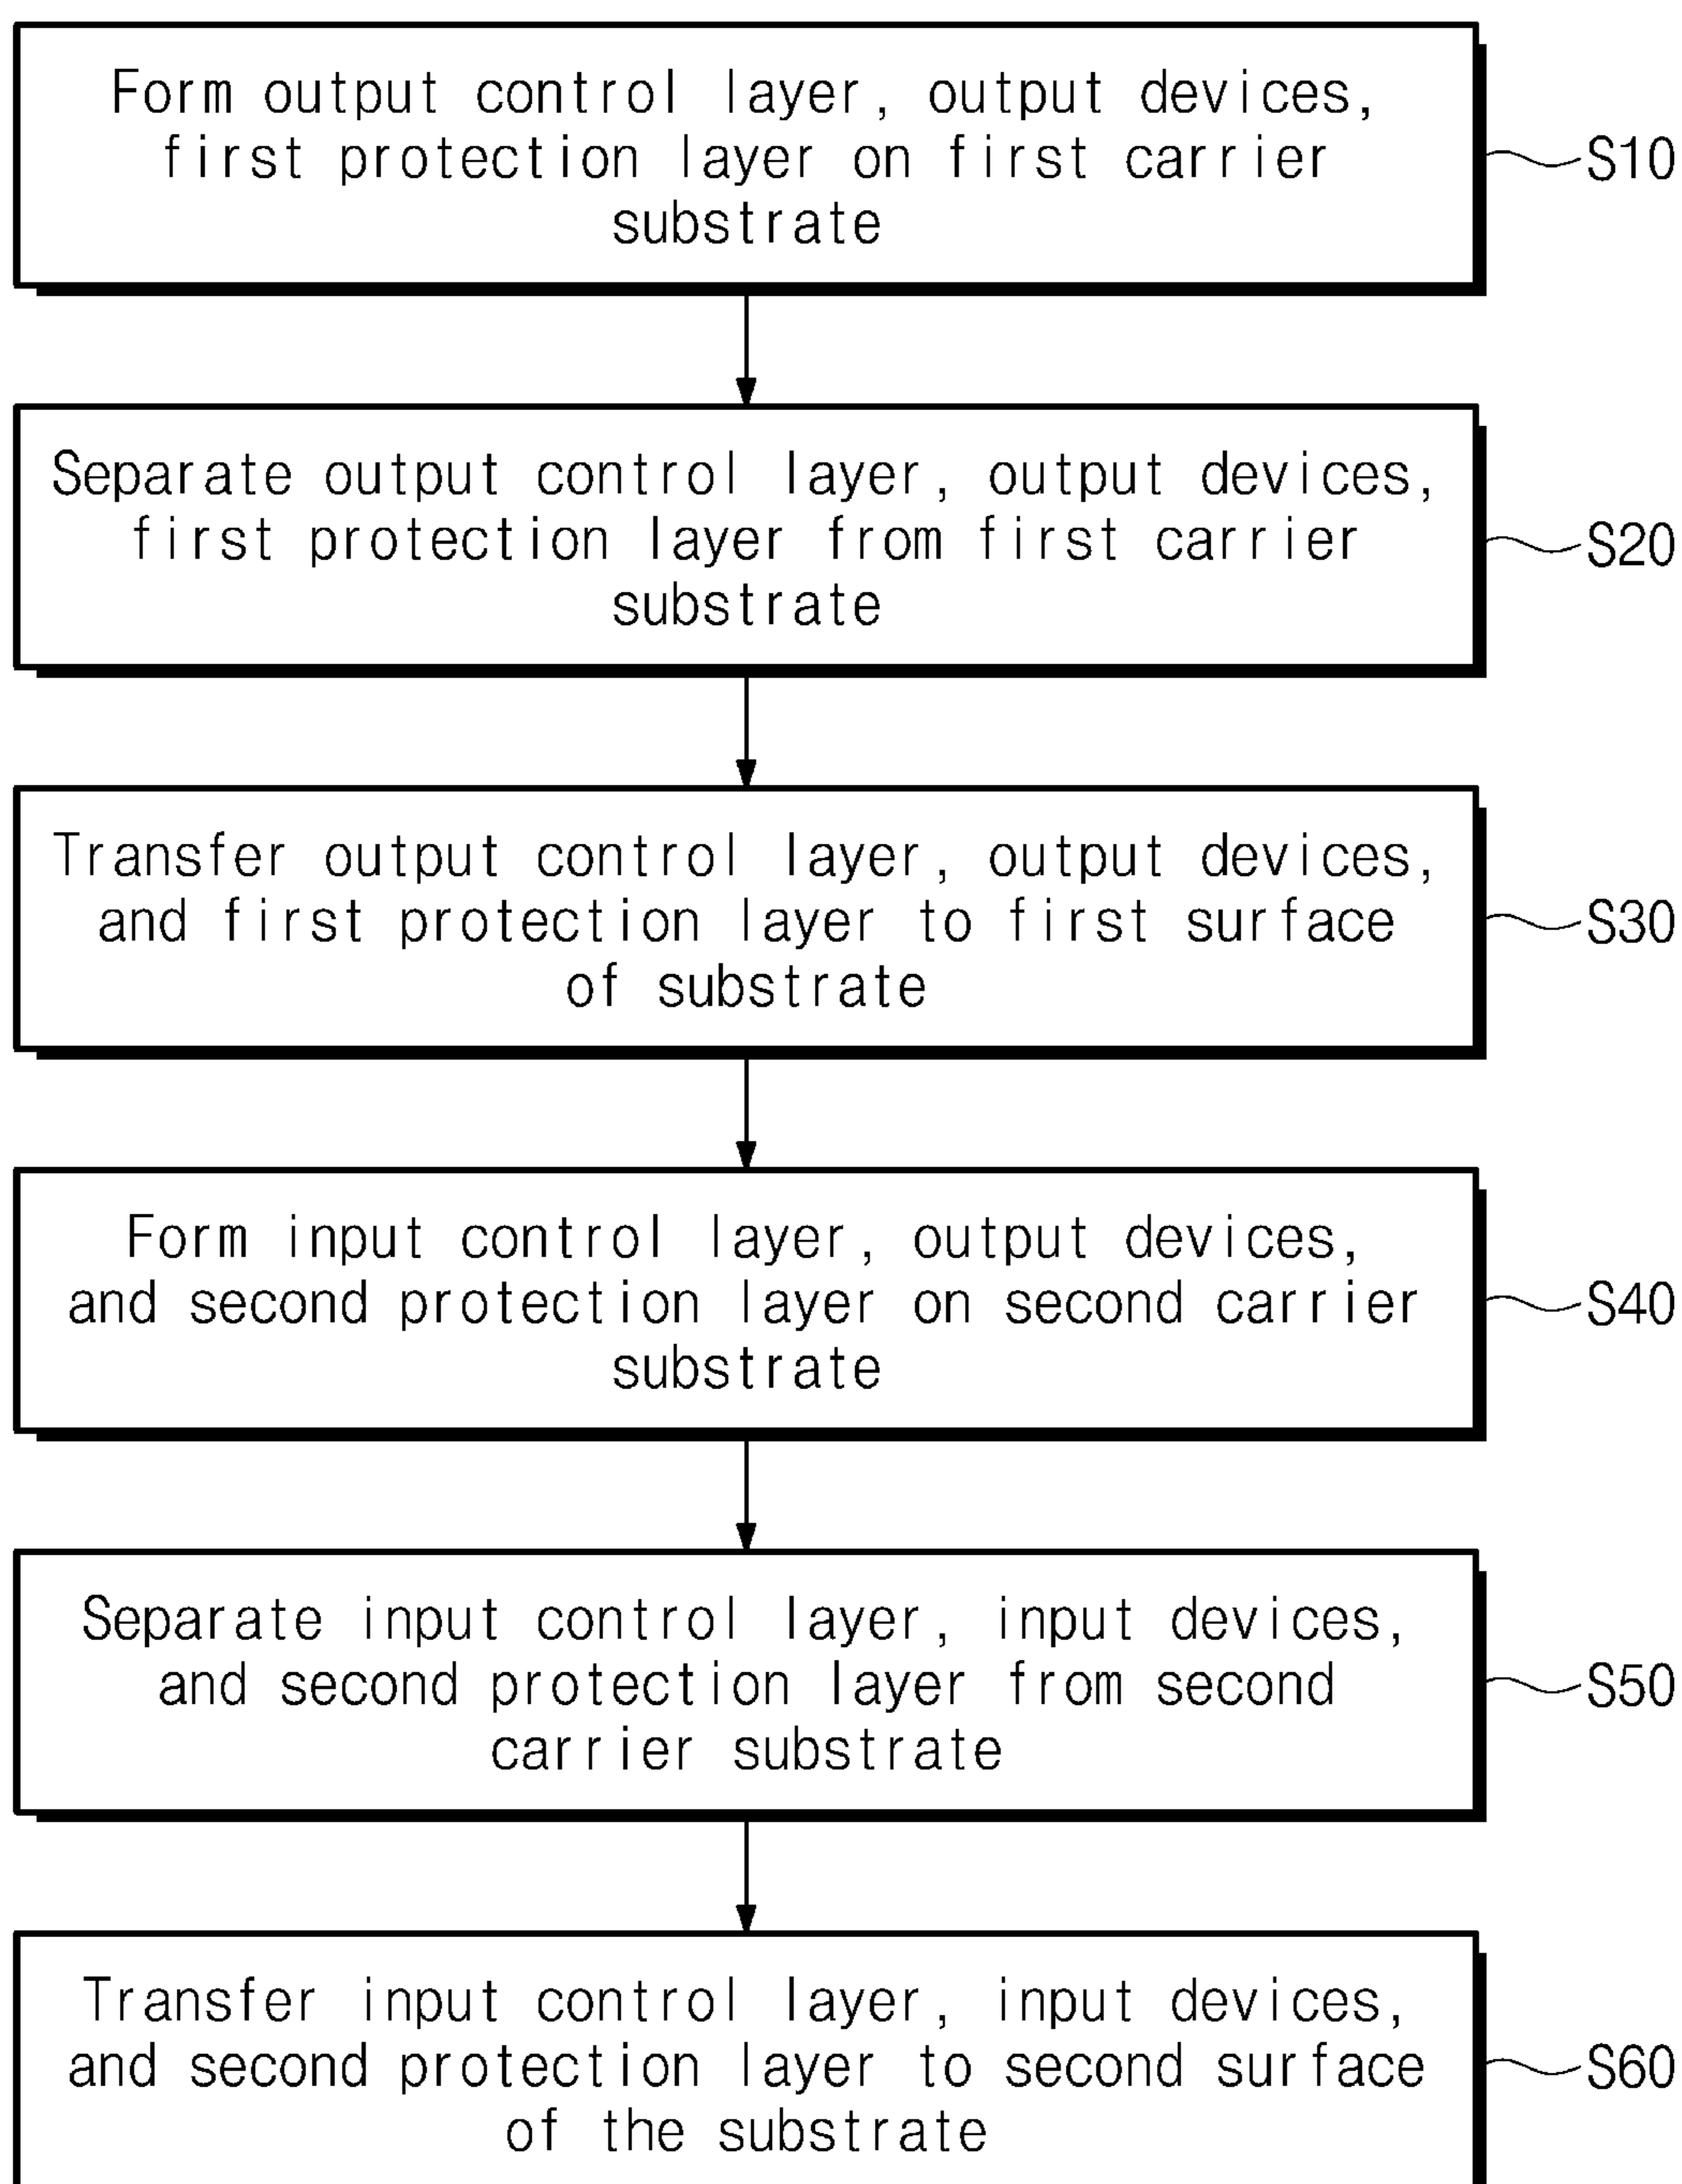 Form output control layer, output devices,
first protection layer on first carrier
substrate
S10
Separate output control layer, output devices,
first protection layer from first carrier
substrate
S20
Transfer output control layer, output devices,
and first protection layer to first surface
of substrate
S30
Form input control layer, output devices,
and second protection layer on second carrier
substrate
S40
Separate input control layer, input devices,
and second protection layer from second
carrier substrate
S50
Transfer input control layer, input devices,
and second protection layer to second surface
of the substrate
S60